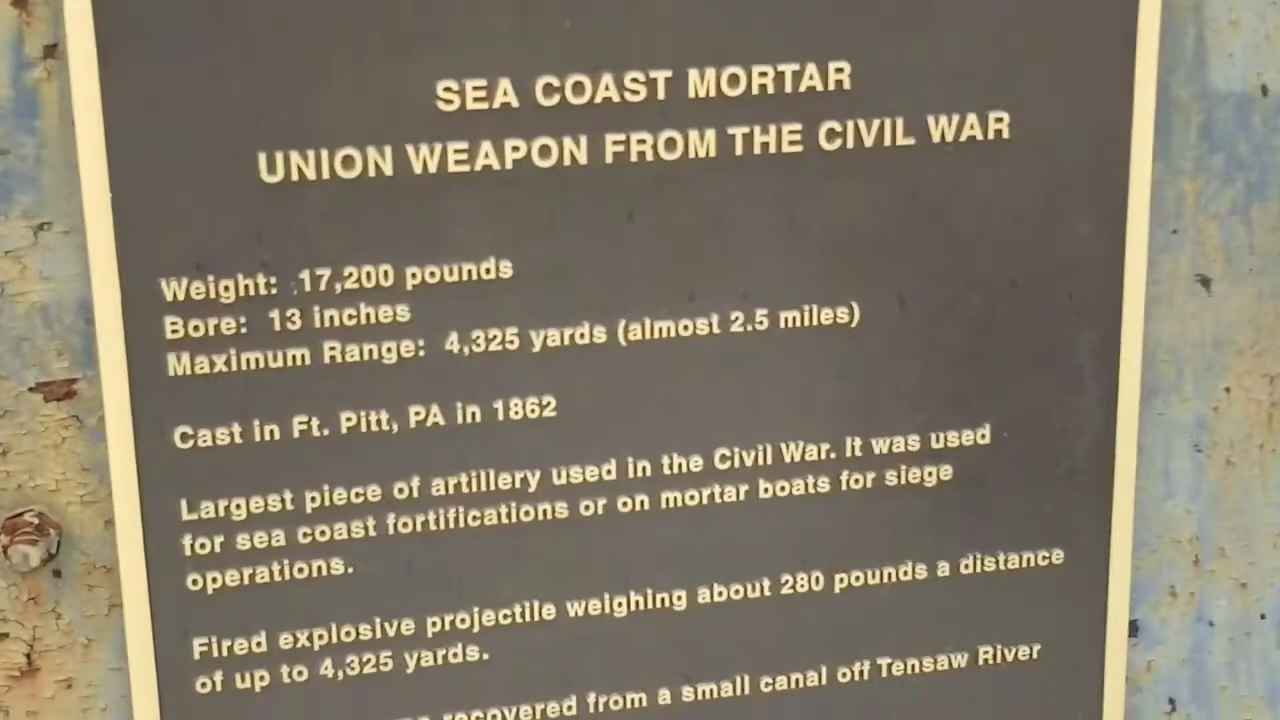 SEA COAST MORTAR
UNION WEAPON FROM THE CIVIL WAR
Weight: 17,200 pounds
Bore: 13 inches
Maximum Range: 4,325 yards (almost 2.5 miles)
Cast in Ft. Pitt, PA in 1862
Largest piece of artillery used in the Civil War. It was used
for sea coast fortifications or on mortar boats for siege
operations.
Fired explosive projectile weighing about 280 pounds a distance
of up to 4,325 yards.
recovered from a small canal off Tensaw River